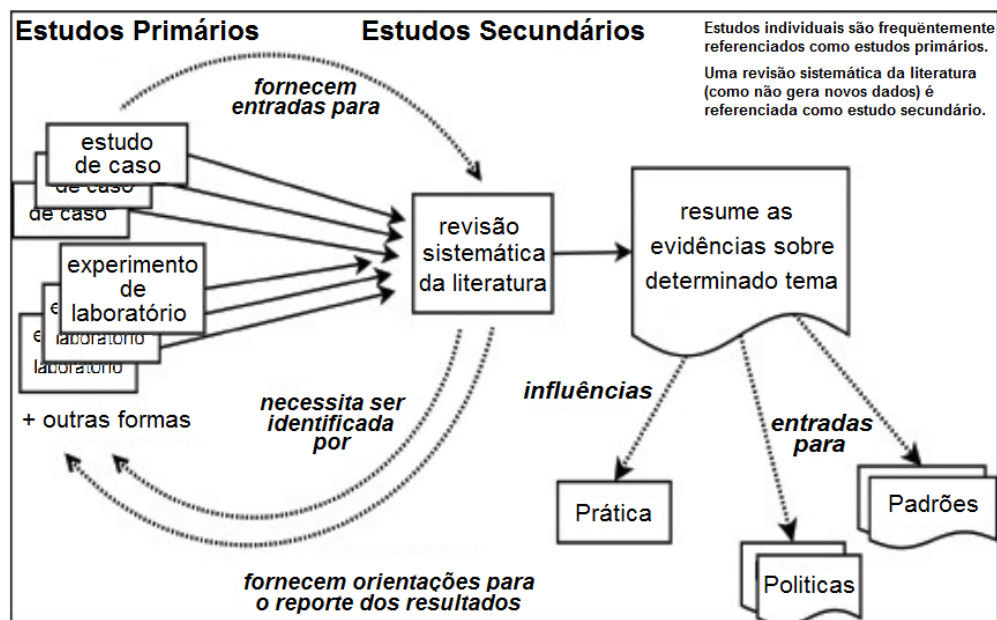 Estudos Primários
Estudos Secundários
Estudos individuais são freqüentemente
referenciados como estudos primários.
Uma revisão sistemática da literatura
(como não gera novos dados) é
referenciada como estudo secundário.
fornecem
entradas para
estudo
de caso
de caso
de caso
experimento
de
laboratório
laboratório
laboratório
+ outras formas
revisão
sistemática
da literatura
resume as
evidências sobre
determinado tema
necessita ser
identificada
por
fornecem orientações para
o reporte dos resultados
influências
entradas
para
Prática
Politicas
Padrões